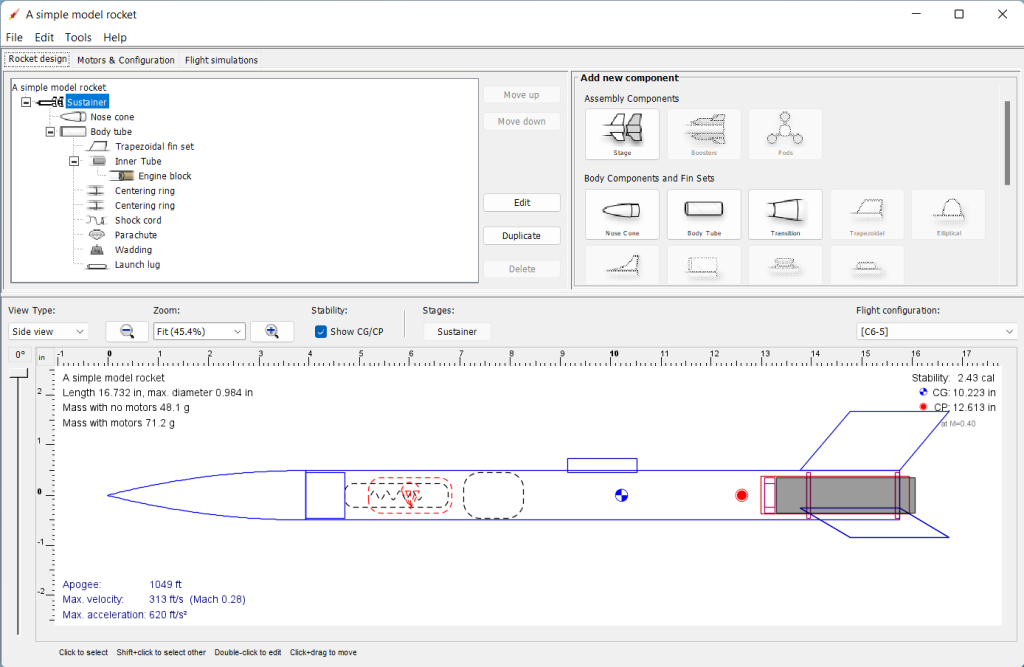 A simple model rocket
File Edit Tools Help
Rocket design Motors & Configuration Flight simulations
A simple model rocket
Sustainer
Nose cone
Body tube
Trapezoidal fin set
Inner Tube
Engine block
Centering ring
Centering ring
Shock cord
Parachute
Wadding
Launch lug
Move up
Move down
Edit
Duplicate
Delete
Add new component
Assembly Components
Stage Boosters Pods
Body Components and Fin Sets
Nose Cone Body Tube Transition Trapezoidal Elliptical
View Type: Zoom: Stability: Stages: Flight configuration:
Side view Fit (45.4%) Show CG/CP Sustainer [C6-5]
0° in -1 0 1 2 3 4 5 6 7 8 9 10 11 12 13 14 15 16 17
2
1
0
-1
-2
A simple model rocket
Length 16.732 in, max. diameter 0.984 in
Mass with no motors 48.1 g
Mass with motors 71.2 g
Stability: 2.43 cal
CG: 10.223 in
CP: 12.613 in
at M=0.40
Apogee: 1049 ft
Max. velocity: 313 ft/s (Mach 0.28)
Max. acceleration: 620 ft/s²
Click to select Shift+click to select other Double-click to edit Click+drag to move